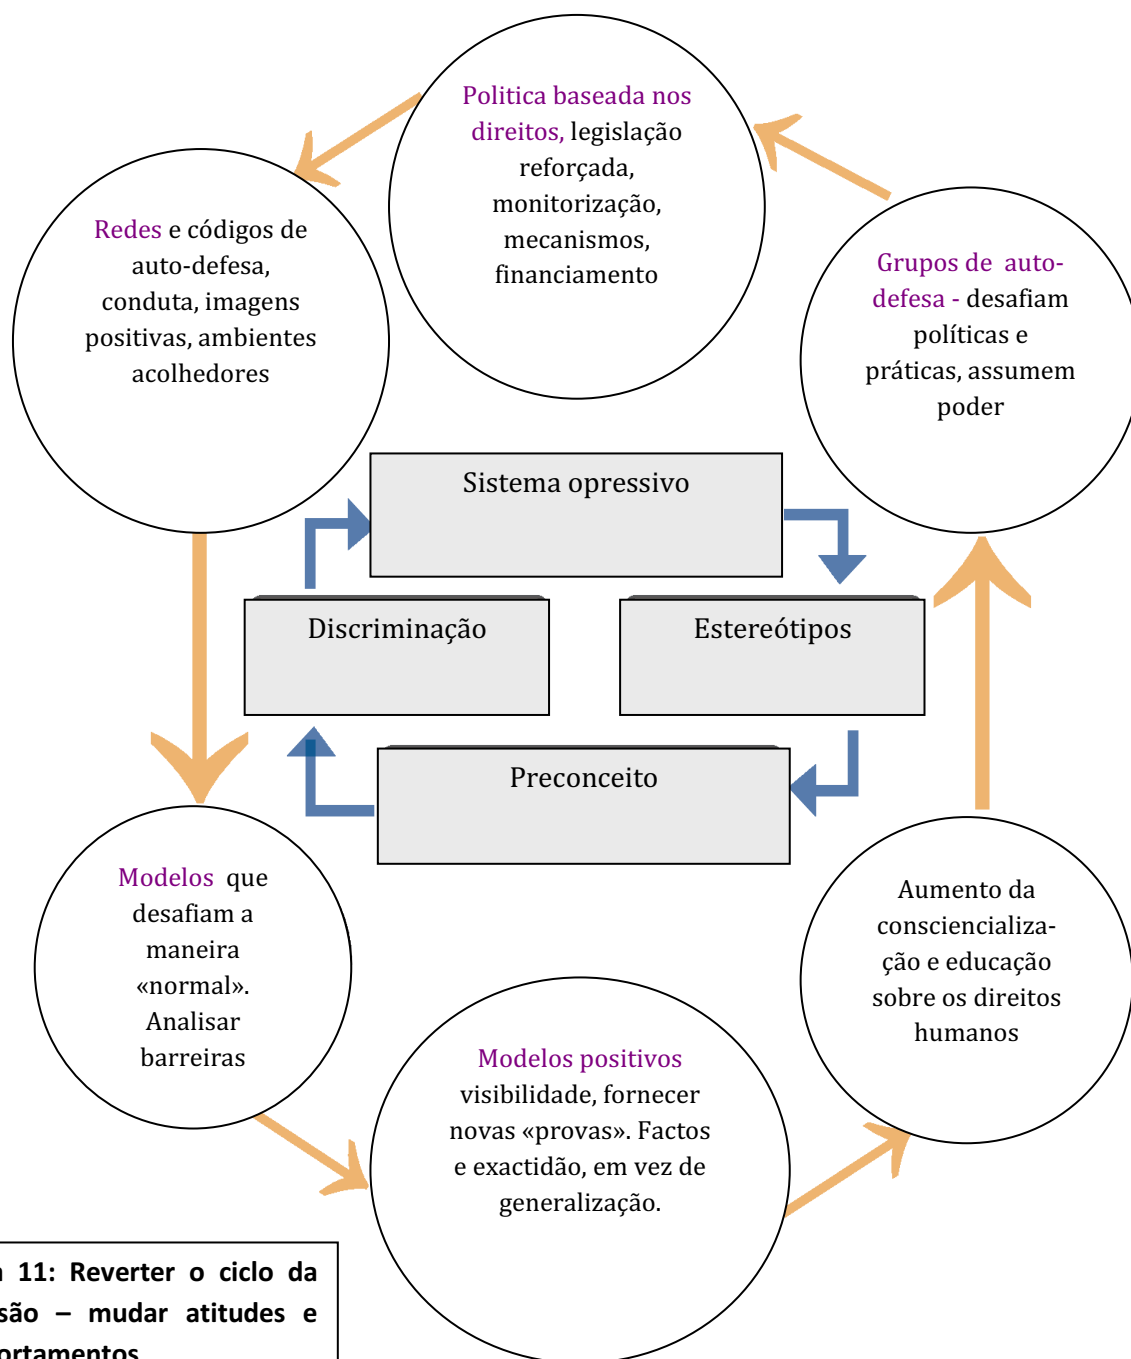 Politica baseada nos
direitos, legislação
reforçada,
monitorização,
mecanismos,
financiamento
Redes e códigos de
auto-defesa,
conduta, imagens
positivas, ambientes
acolhedores
Grupos de auto-
defesa - desafiam
políticas e
práticas, assumem
poder
Sistema opressivo
Discriminação
Estereótipos
Preconceito
Modelos que
desafiam a
maneira
«normal».
Analisar
barreiras
Aumento da
consciencializa-
ção e educação
sobre os direitos
humanos
Modelos positivos
visibilidade, fornecer
novas «provas». Factos
e exactidão, em vez de
generalização.
11: Reverter o ciclo da
– mudar atitudes e